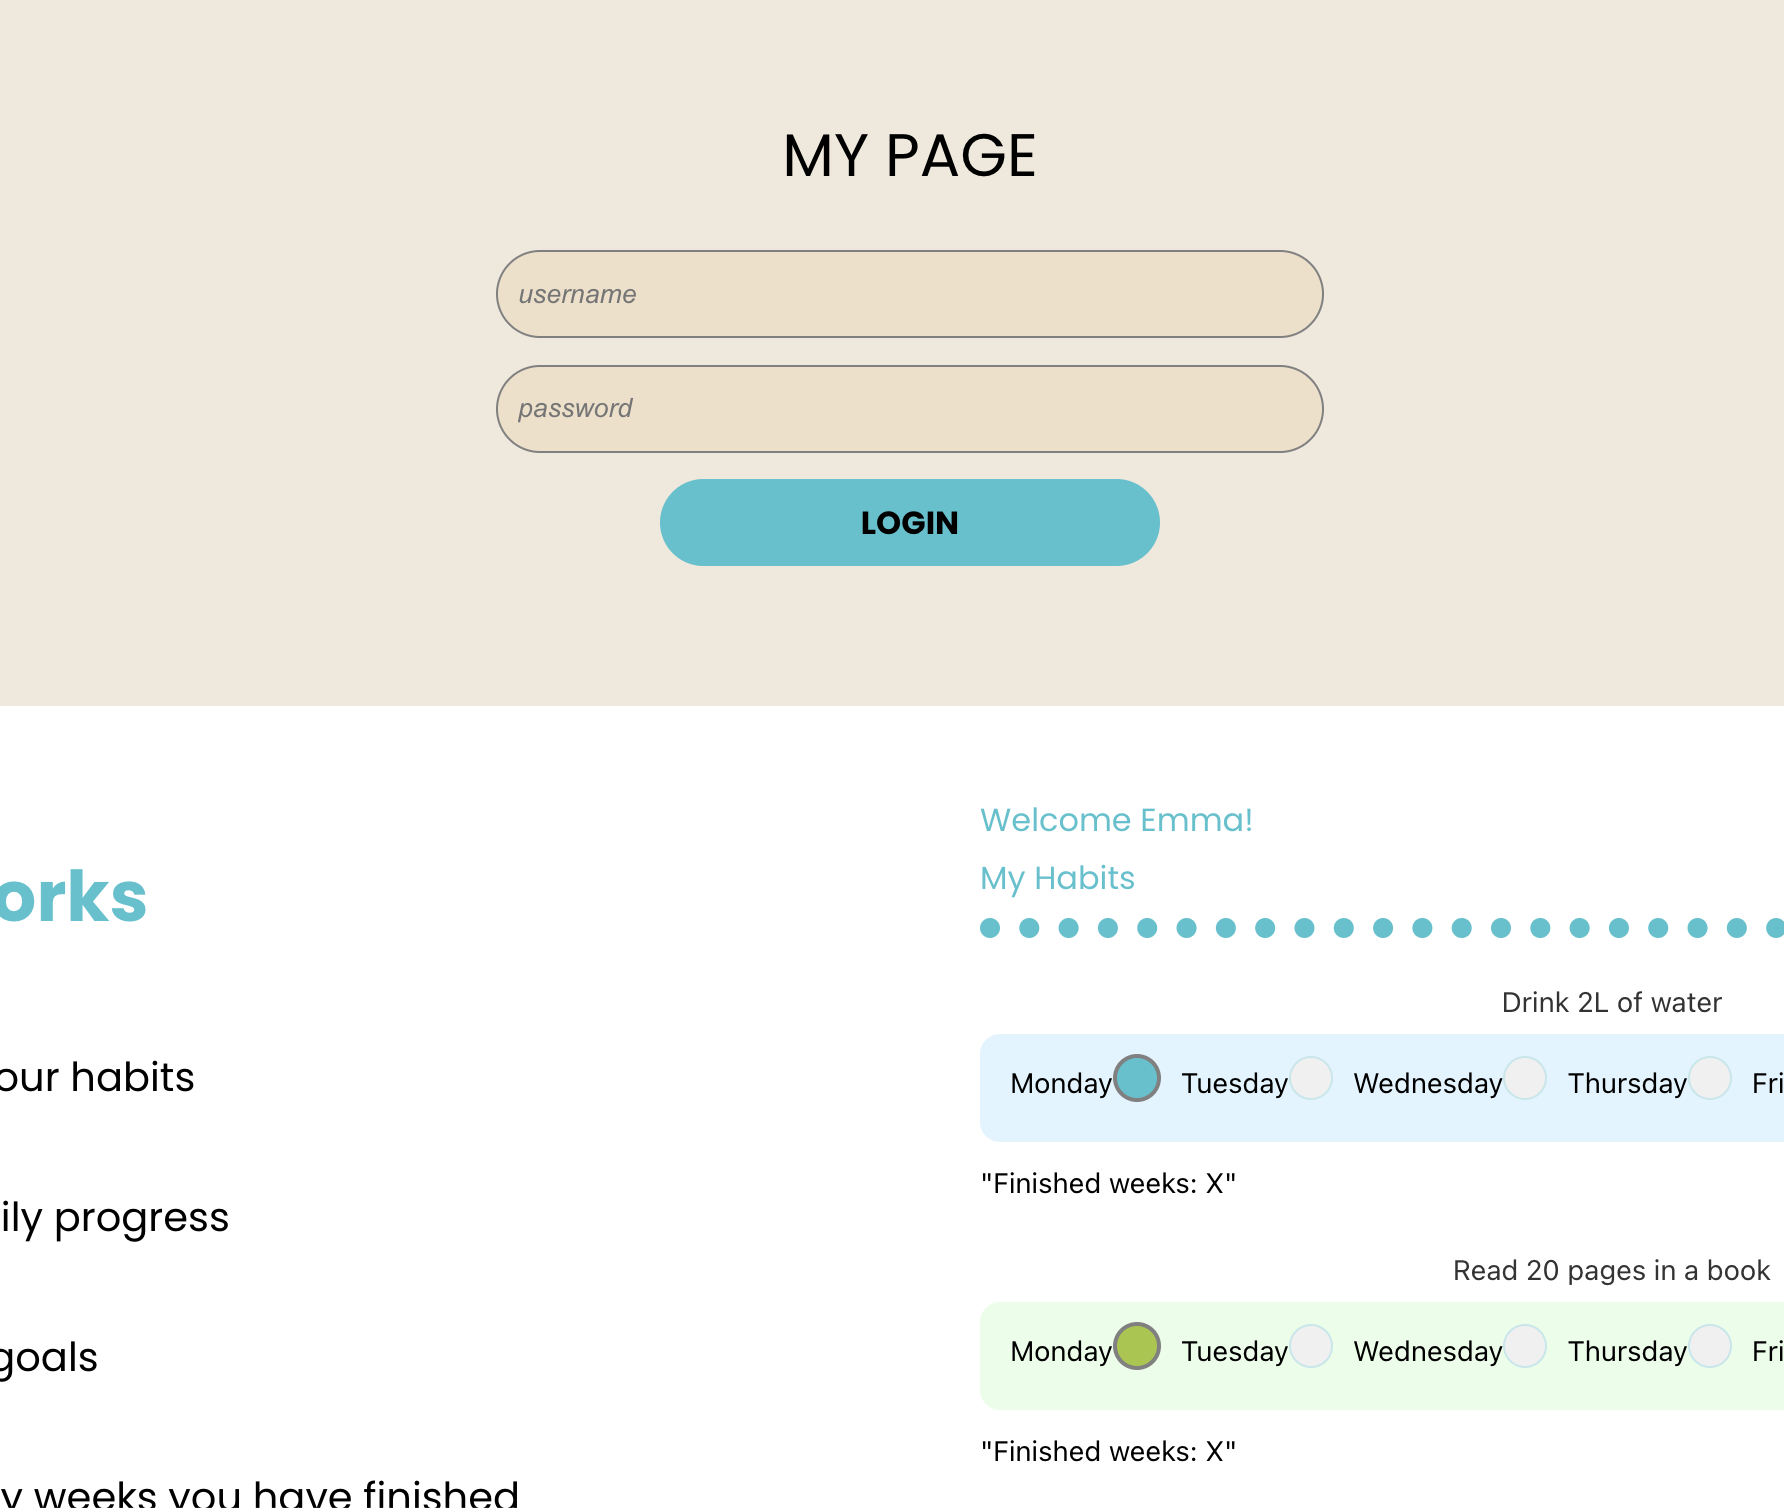 MY PAGE
username
password
LOGIN
orks
our habits
ily progress
goals
y weeks you have finished
Welcome Emma!
My Habits
Drink 2L of water
Monday Tuesday Wednesday Thursday Fri
"Finished weeks: X"
Read 20 pages in a book
Monday Tuesday Wednesday Thursday Fri
"Finished weeks: X"